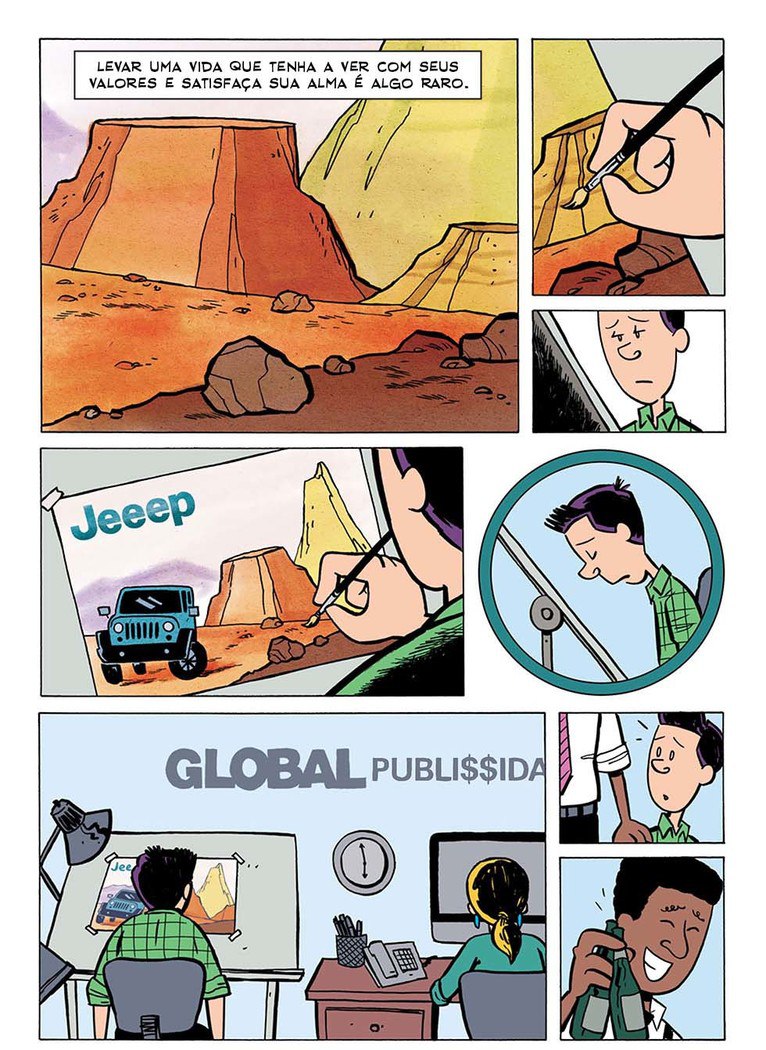 LEVAR UMA VIDA QUE TENHA A VER COM SEUS
VALORES E SATISFAÇA SUA ALMA É ALGO RARO.
Jeeep
GLOBAL PUBLI$$IDA
Jee